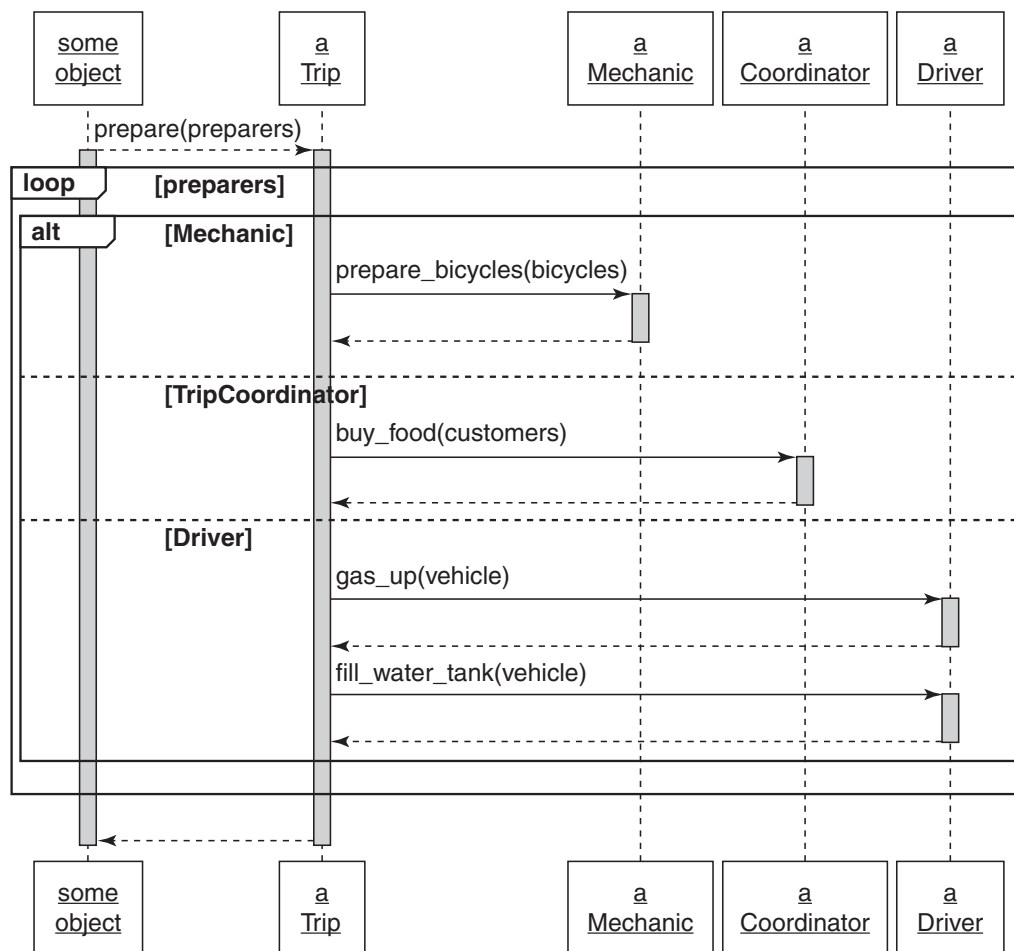 some
object
a
Trip
a
Mechanic
a
Coordinator
a
Driver
prepare(preparers)
loop
[preparers]
alt
[Mechanic]
prepare_bicycles(bicycles)
[TripCoordinator]
buy_food(customers)
[Driver]
gas_up(vehicle)
fill_water_tank(vehicle)
some
object
a
Trip
a
Mechanic
a
Coordinator
a
Driver